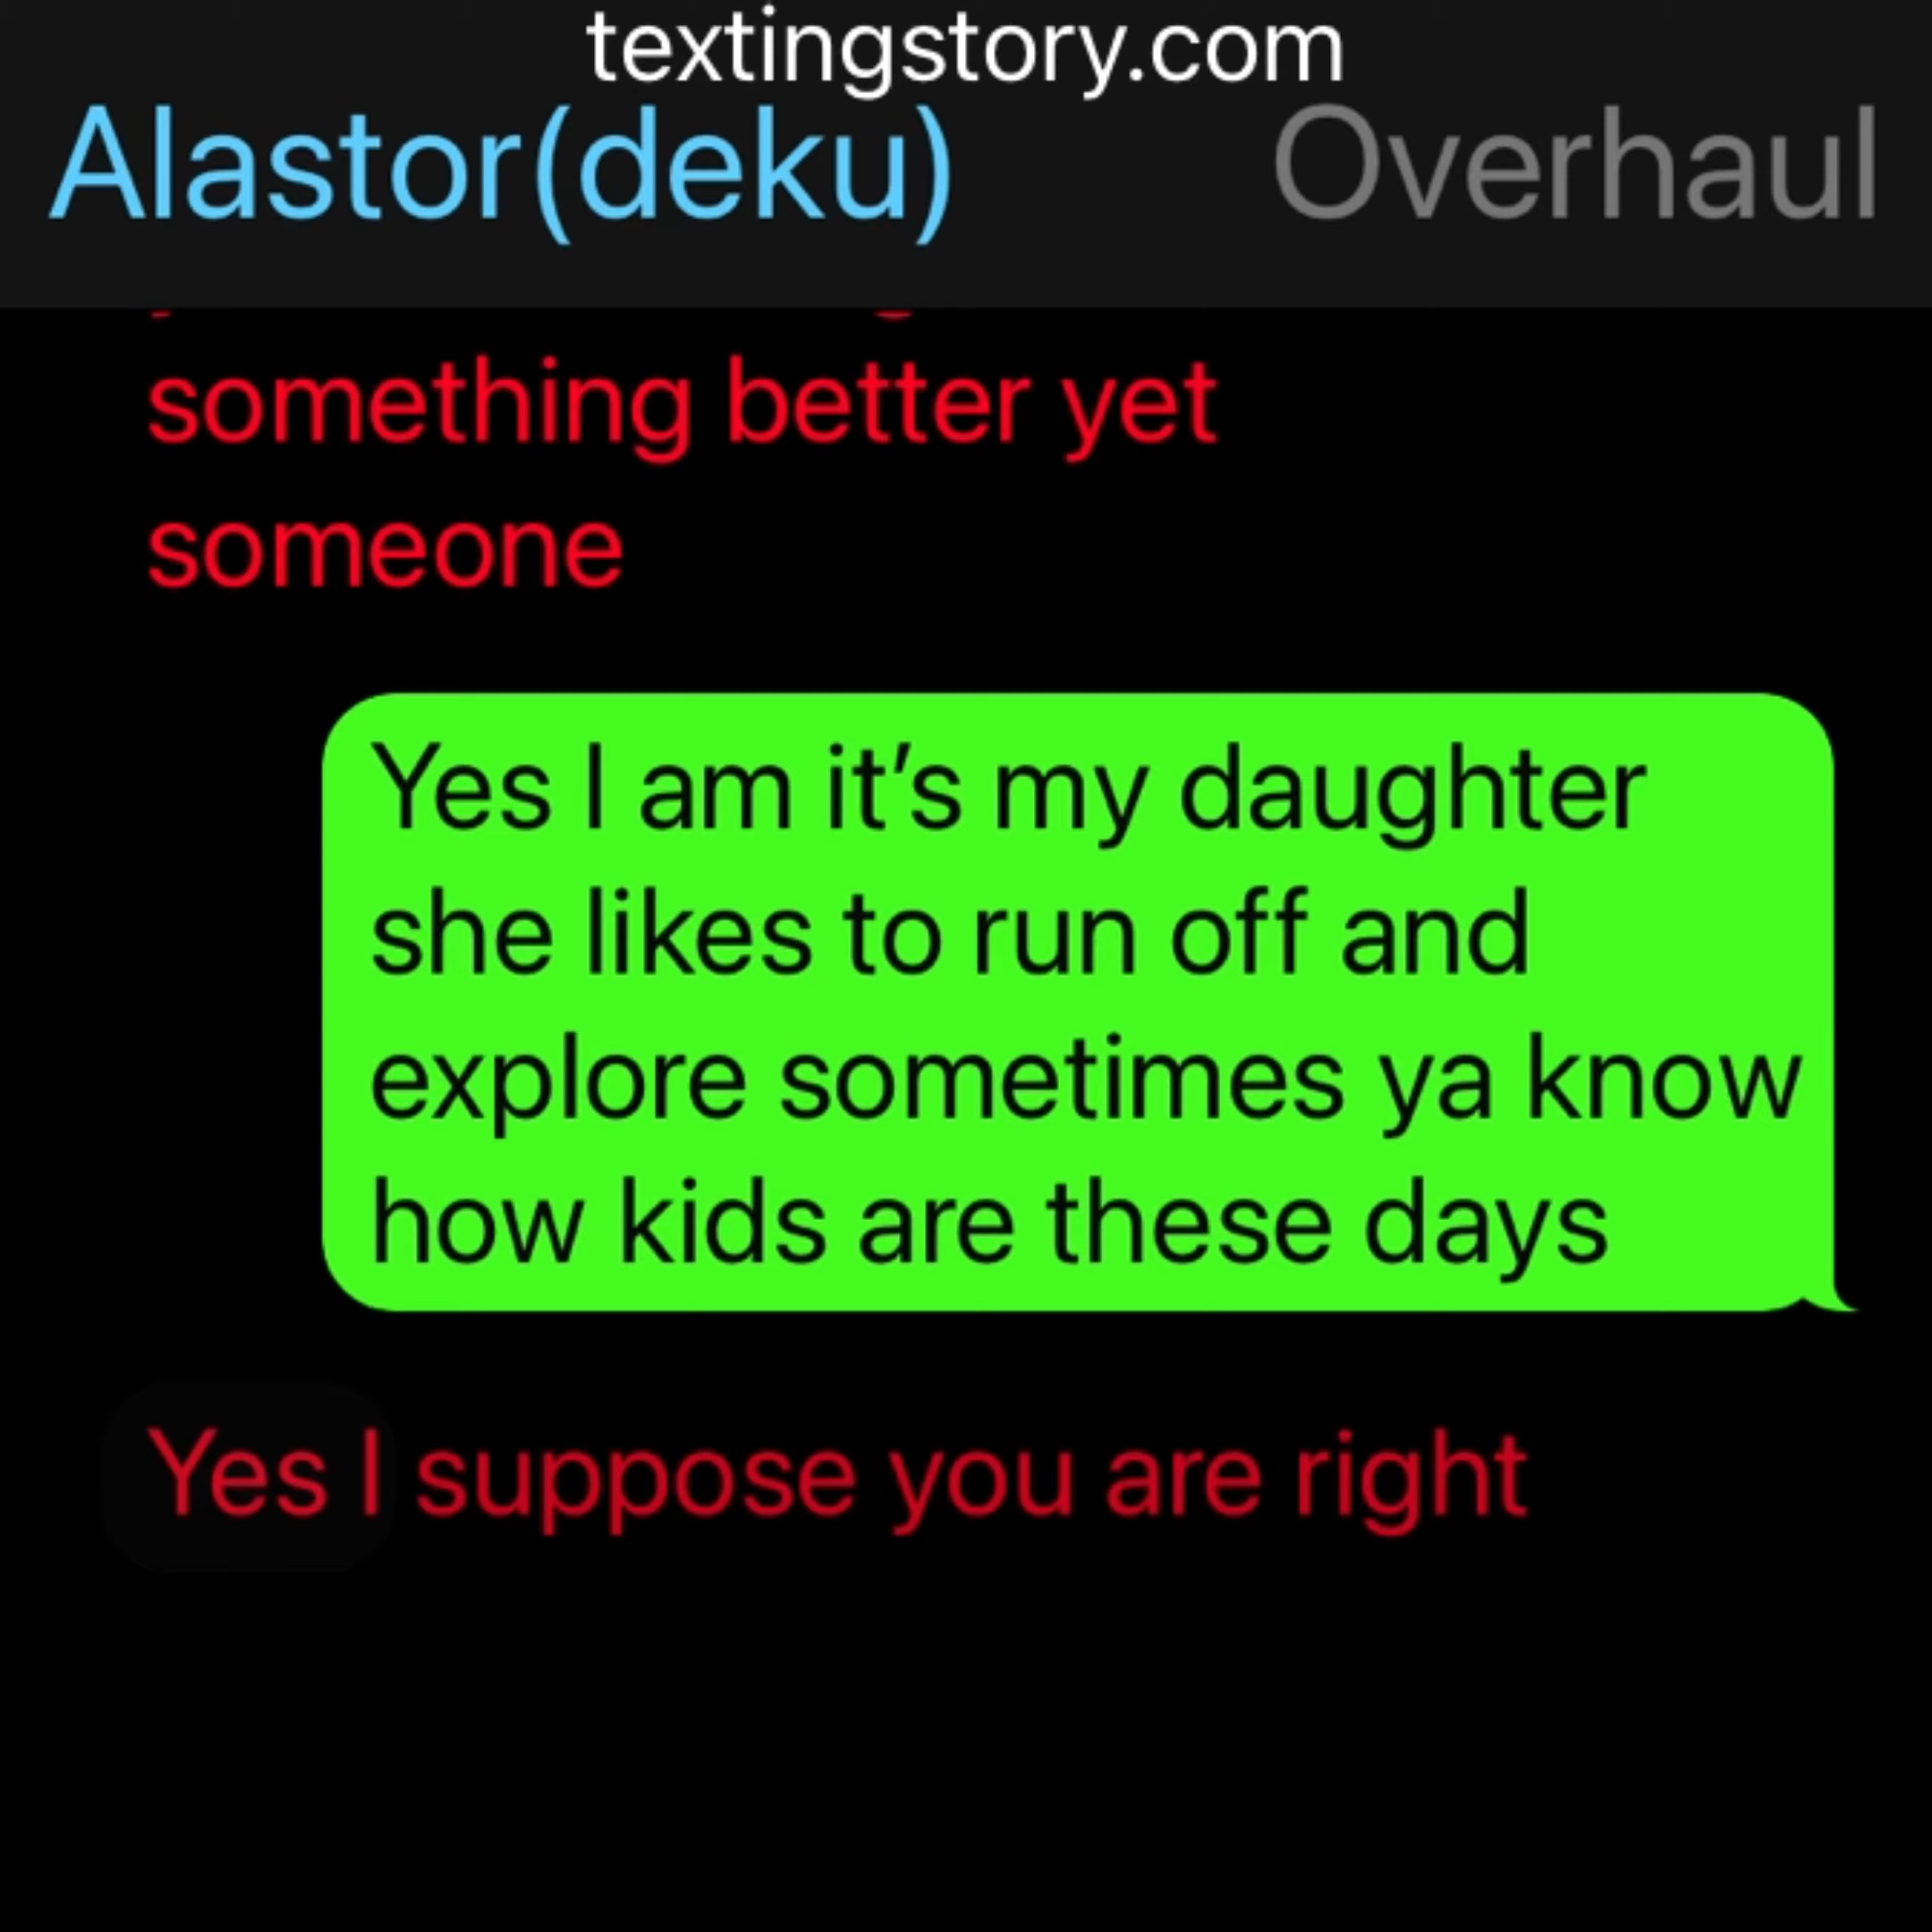 textingstory.com
Alastor(deku) Overhaul
something better yet
someone
Yes I am it’s my daughter
she likes to run off and
explore sometimes ya know
how kids are these days
Yes I suppose you are right